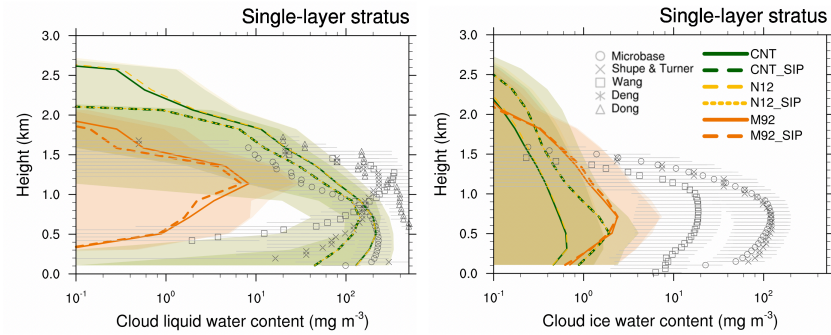 Single-layer stratus
3.0
2.5
2.0
1.5
1.0
0.5
0.0
Height (km)
10-1
100
101
102
Cloud liquid water content (mg m-3)
Single-layer stratus
Microbase
Shupe & Turner
Wang
Deng
Dong
CNT
CNT_SIP
N12
N12_SIP
M92
M92_SIP
3.0
2.5
2.0
1.5
1.0
0.5
0.0
Height (km)
10-1
100
101
102
Cloud ice water content (mg m-3)